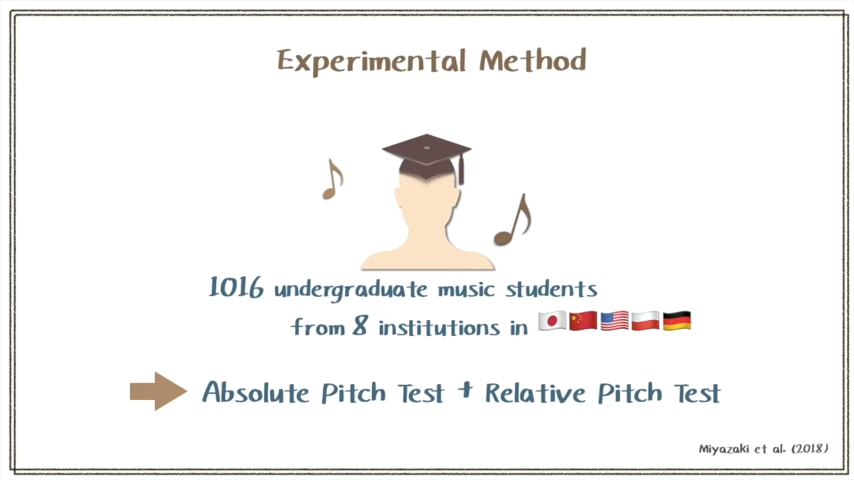 Experimental Method
1016 undergraduate music students
from 8 institutions in
Absolute Pitch Test + Relative Pitch Test
Miyazaki et al. (2018)